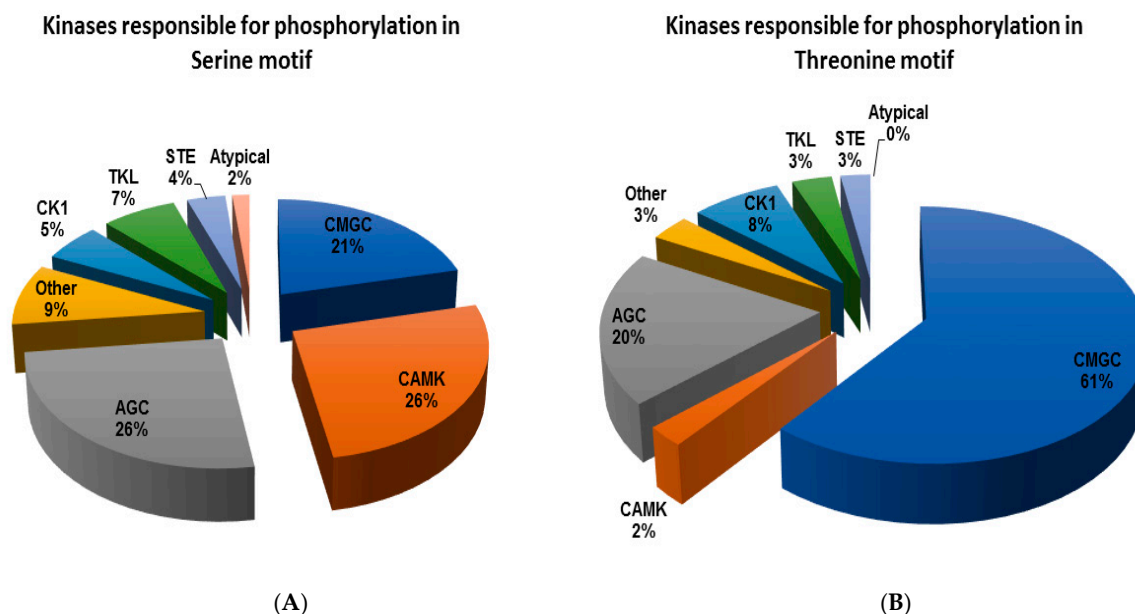 Kinases responsible for phosphorylation in
Serine motif
CMGC
21%
CAMK
26%
AGC
26%
Other
9%
CK1
5%
TKL
7%
STE
4%
Atypical
2%
(A)
Kinases responsible for phosphorylation in
Threonine motif
CMGC
61%
CAMK
2%
AGC
20%
Other
3%
CK1
8%
TKL
3%
STE
3%
Atypical
0%
(B)